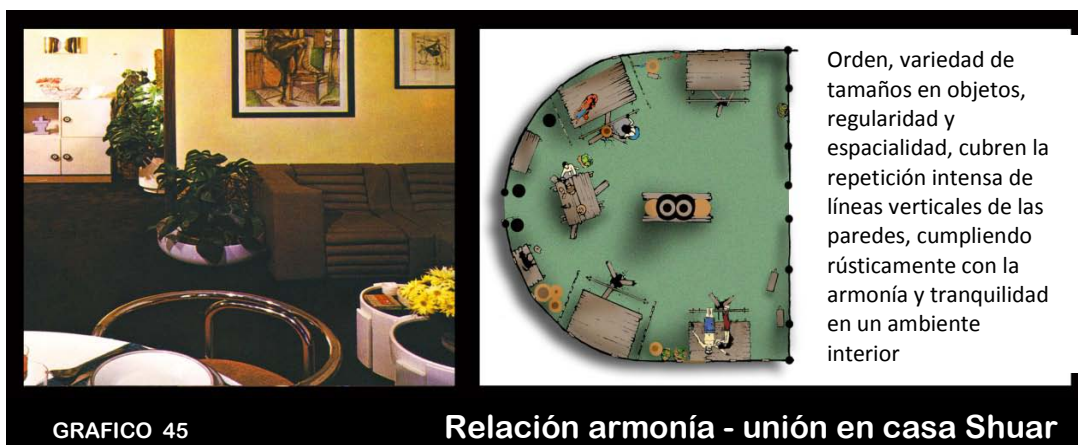 Orden, variedad de
tamaños en objetos,
regularidad y
espacialidad, cubren la
repetición intensa de
líneas verticales de las
paredes, cumpliendo
rústicamente con la
armonía y tranquilidad
en un ambiente
interior
GRAFICO 45
Relación armonía - unión en casa Shuar